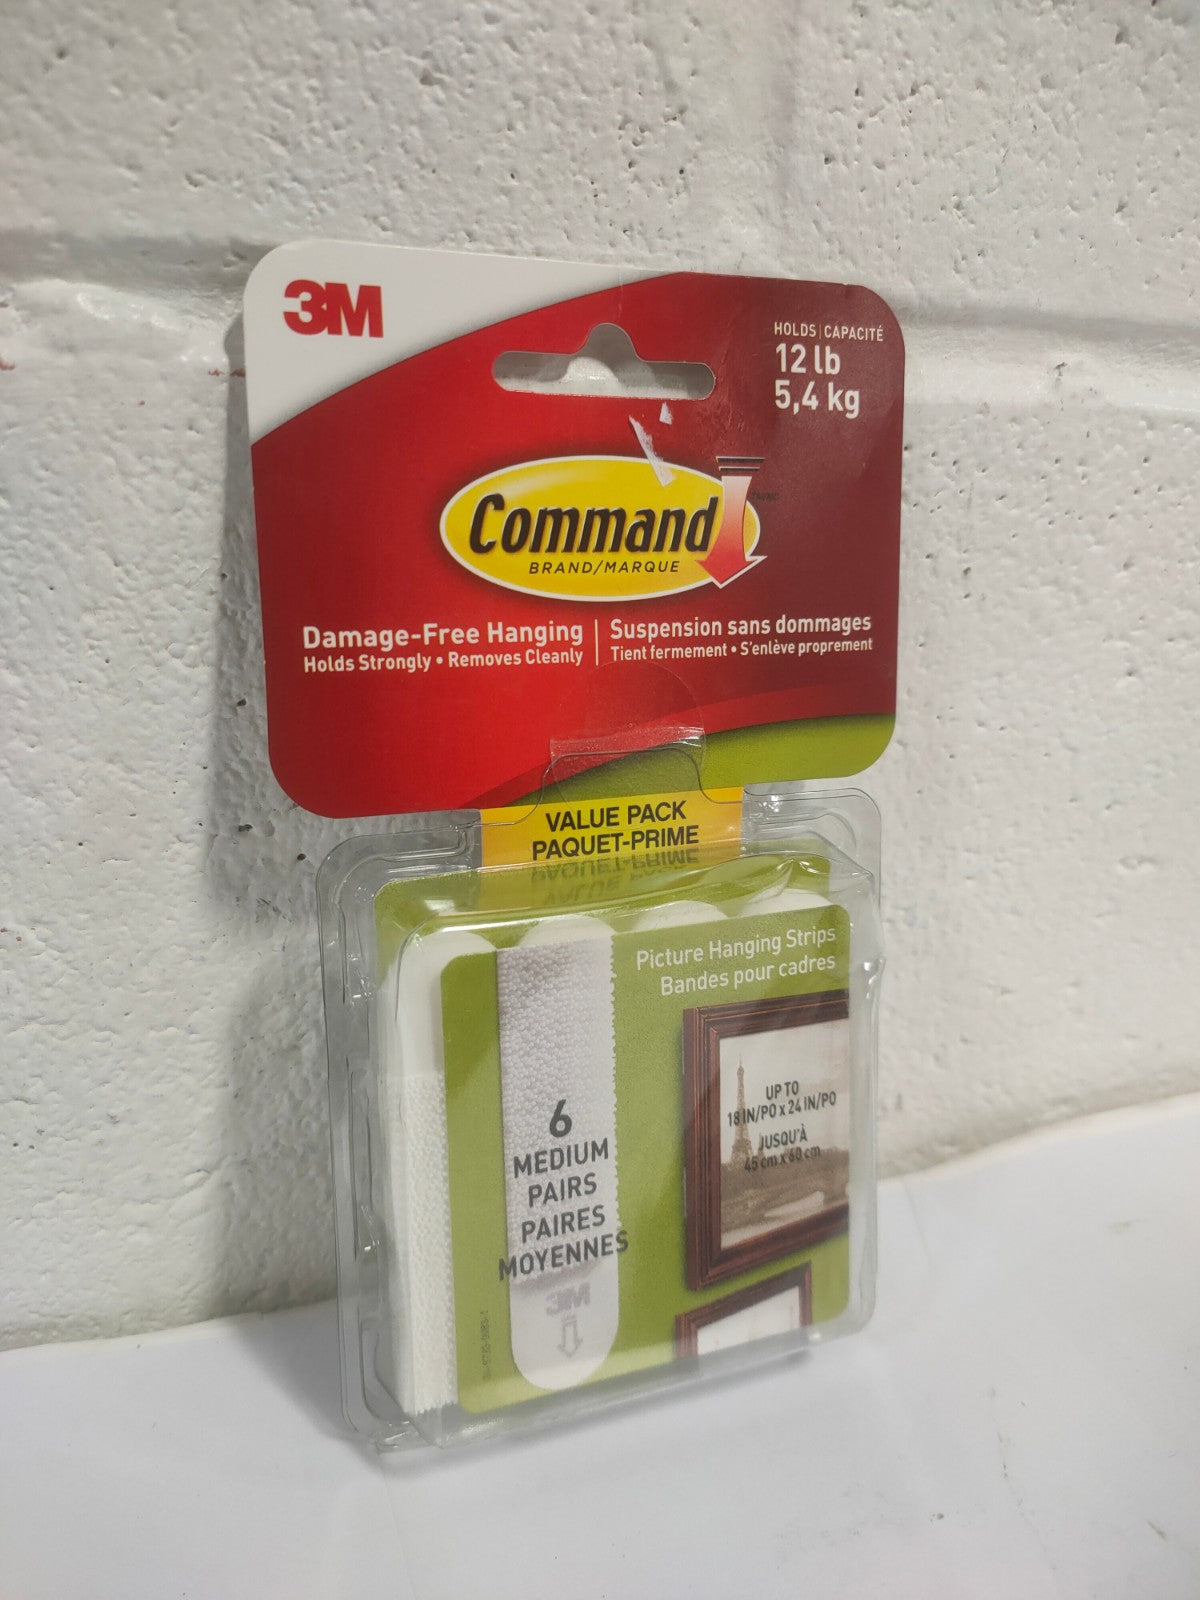 3M
HOLDS | CAPACITÉ
12 lb
5,4 kg
Command
BRAND/MARQUE
Damage-Free Hanging
Holds Strongly • Removes Cleanly
Suspension sans dommages
Tient fermement • S'enlève proprement
VALUE PACK
PAQUET-PRIME
Picture Hanging Strips
Bandes pour cadres
UP TO
18 IN/PO x 24 IN/PO
JUSQU'À
45 cm x 60 cm
6
MEDIUM
PAIRS
PAIRES
MOYENNES